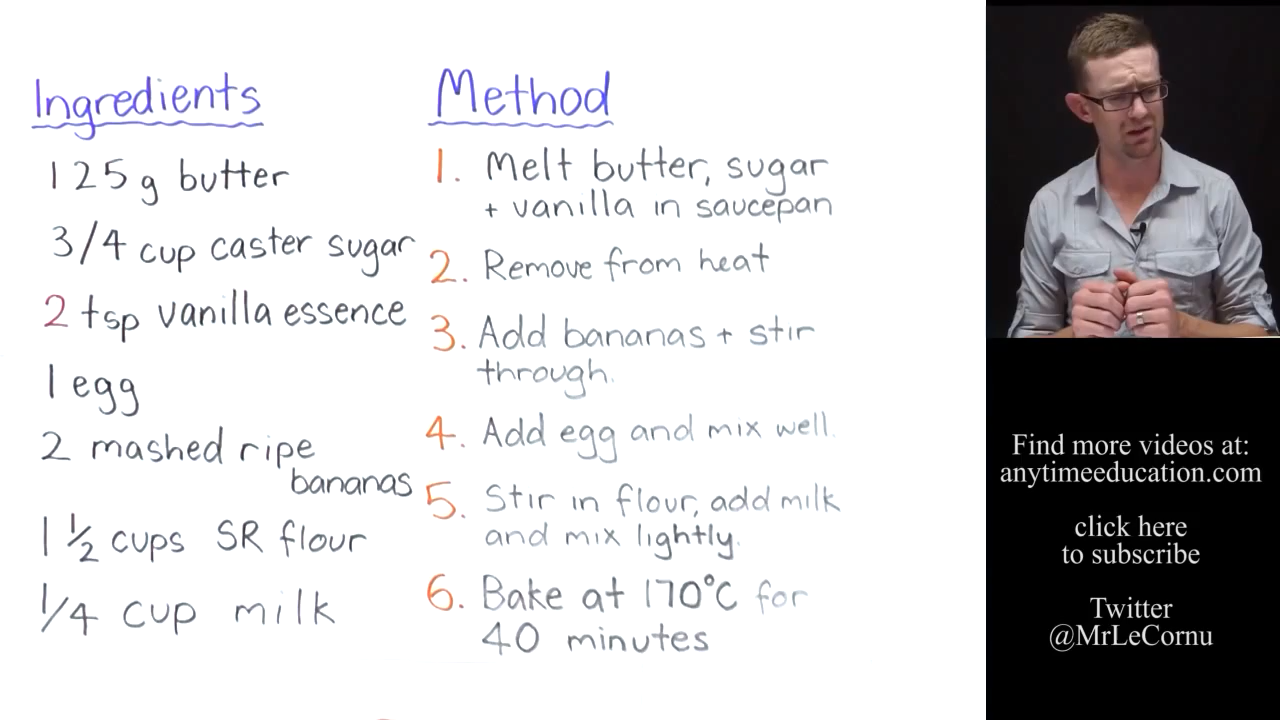 Ingredients
125g butter
3/4 cup caster sugar
2 tsp vanilla essence
1 egg
2 mashed ripe
bananas
1 ½ cups SR flour
1/4 cup milk
Method
1. Melt butter, sugar
+ vanilla in saucepan
2. Remove from heat
3. Add bananas + stir
through.
4. Add egg and mix well.
5. Stir in flour, add milk
and mix lightly.
6. Bake at 170°C for
40 minutes
Find more videos at:
anytimeeducation.com
click here
to subscribe
Twitter
@MrLeCornu